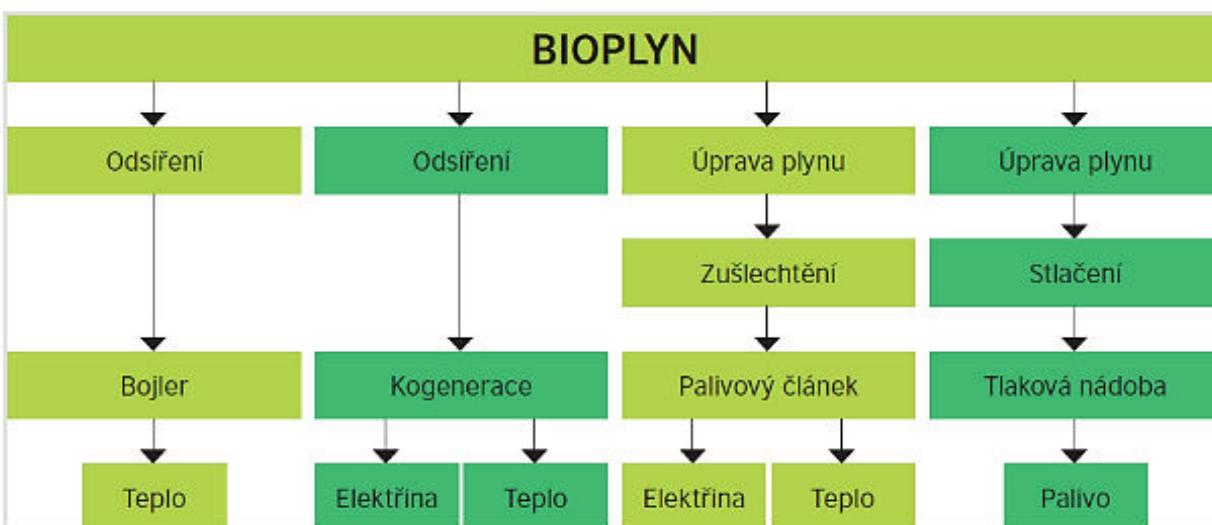 BIOPLYN
Odsíření
Odsíření
Úprava plynu
Úprava plynu
Zušlechtění
Stlačení
Bojler
Kogenerace
Palivový článek
Tlaková nádoba
Teplo
Elektřina
Teplo
Elektřina
Teplo
Palivo